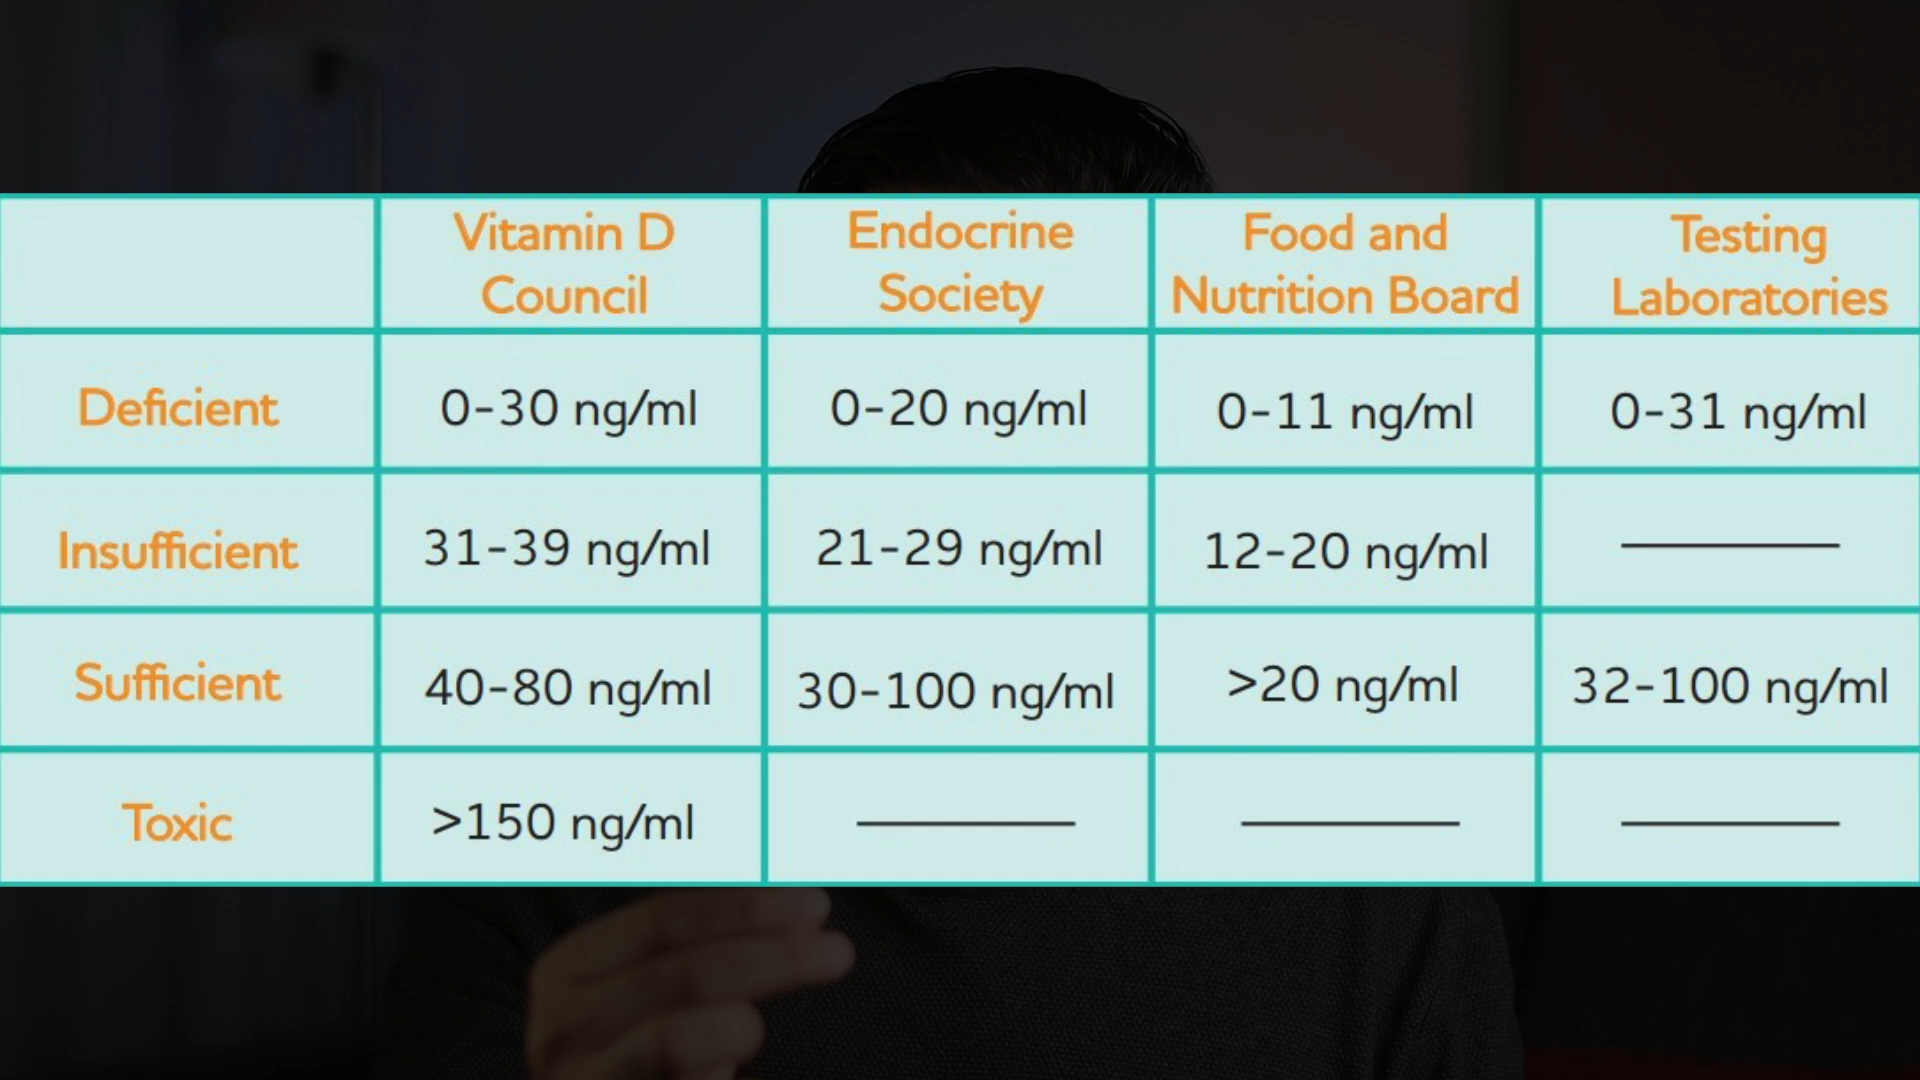 Vitamin D
Council
Endocrine
Society
Food and
Nutrition Board
Testing
Laboratories
Deficient
0-30 ng/ml
0-20 ng/ml
0-11 ng/ml
0-31 ng/ml
Insufficient
31-39 ng/ml
21-29 ng/ml
12-20 ng/ml
Sufficient
40-80 ng/ml
30-100 ng/ml
>20 ng/ml
32-100 ng/ml
Toxic
>150 ng/ml